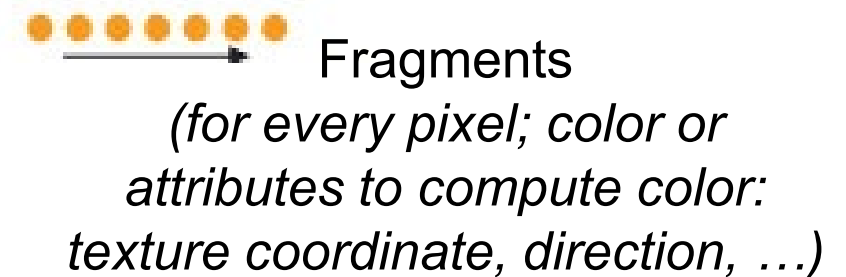 Fragments
(for every pixel; color or
attributes to compute color:
texture coordinate, direction, …)